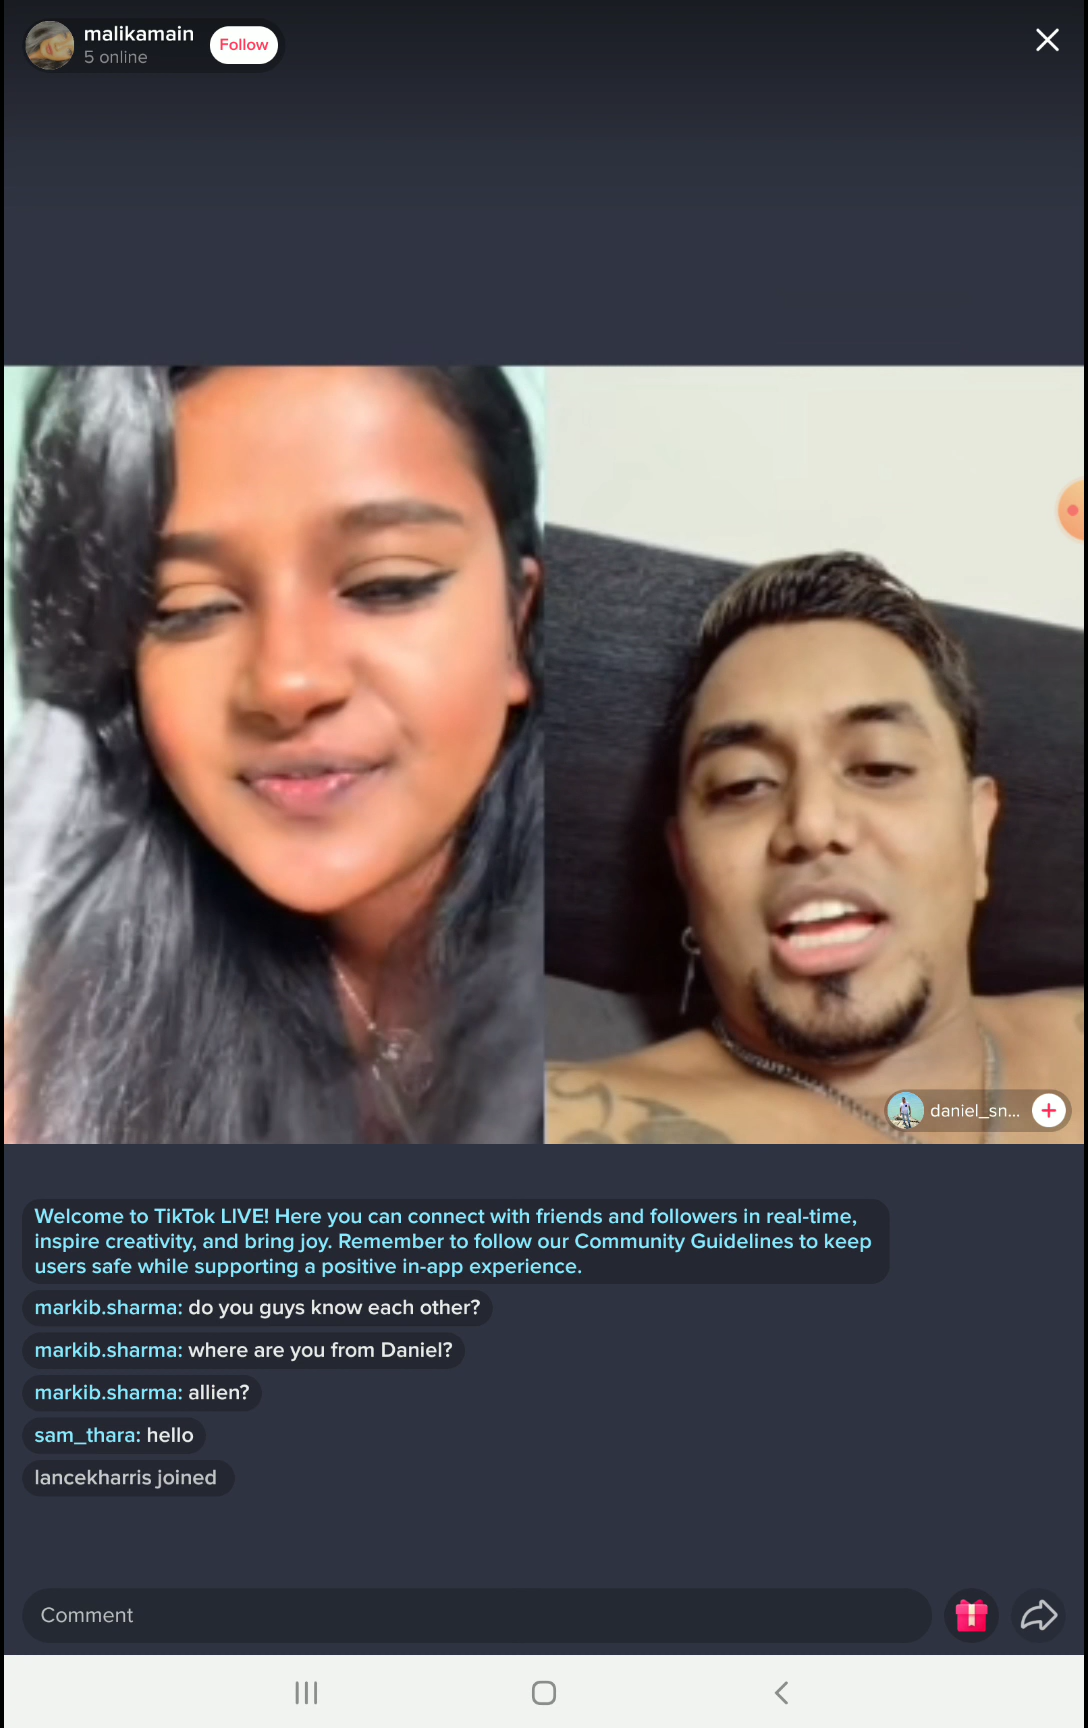 malikamain
5 online
Follow
daniel_sn...
Welcome to TikTok LIVE! Here you can connect with friends and followers in real-time,
inspire creativity, and bring joy. Remember to follow our Community Guidelines to keep
users safe while supporting a positive in-app experience.
markib.sharma: do you guys know each other?
markib.sharma: where are you from Daniel?
markib.sharma: allien?
sam_thara: hello
lancekharris joined
Comment